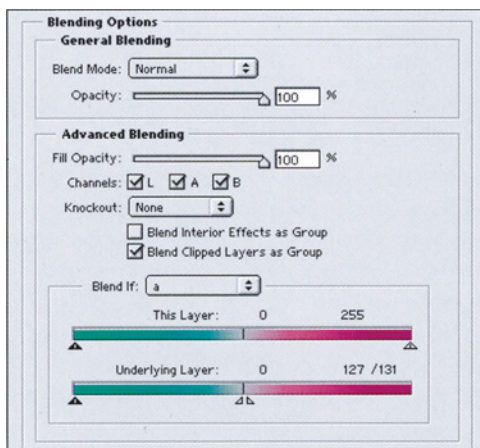 Blending Options
General Blending
Blend Mode: Normal
Opacity: 100 %
Advanced Blending
Fill Opacity: 100 %
Channels: L A B
Knockout: None
Blend Interior Effects as Group
Blend Clipped Layers as Group
Blend If: a
This Layer: 0 255
Underlying Layer: 0 127 /131